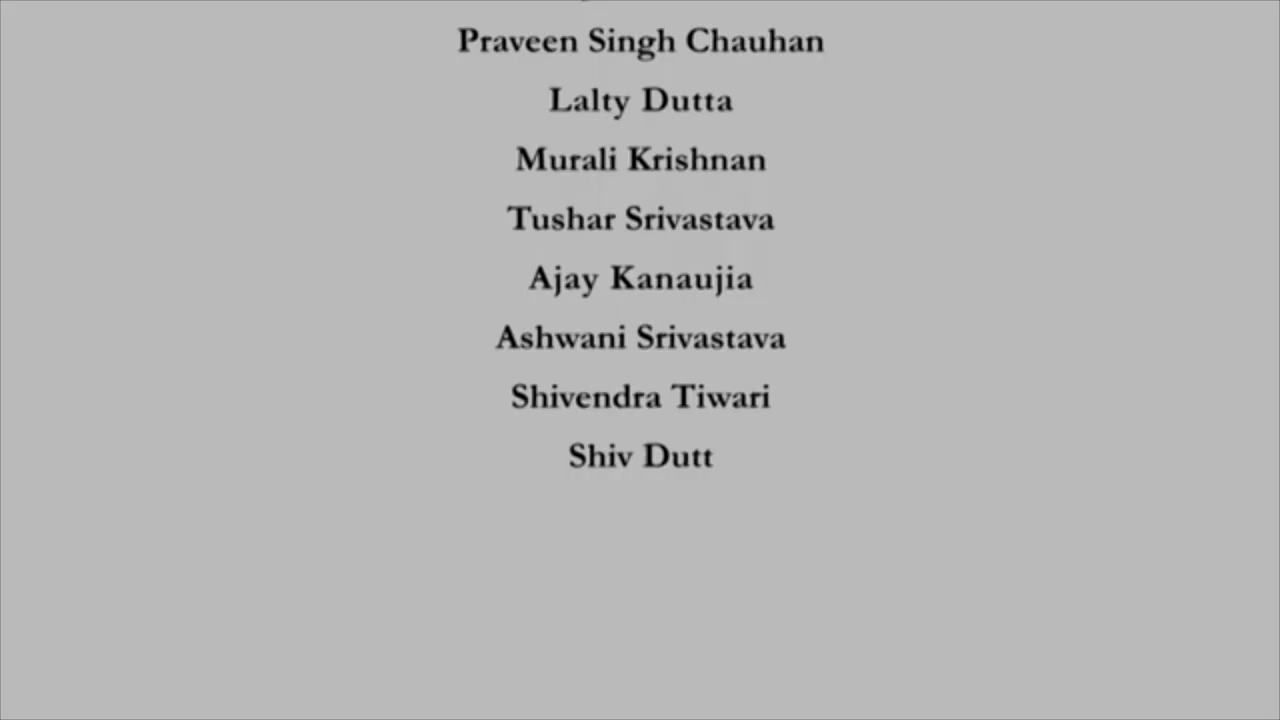 Praveen Singh Chauhan
Lalty Dutta
Murali Krishnan
Tushar Srivastava
Ajay Kanaujia
Ashwani Srivastava
Shivendra Tiwari
Shiv Dutt